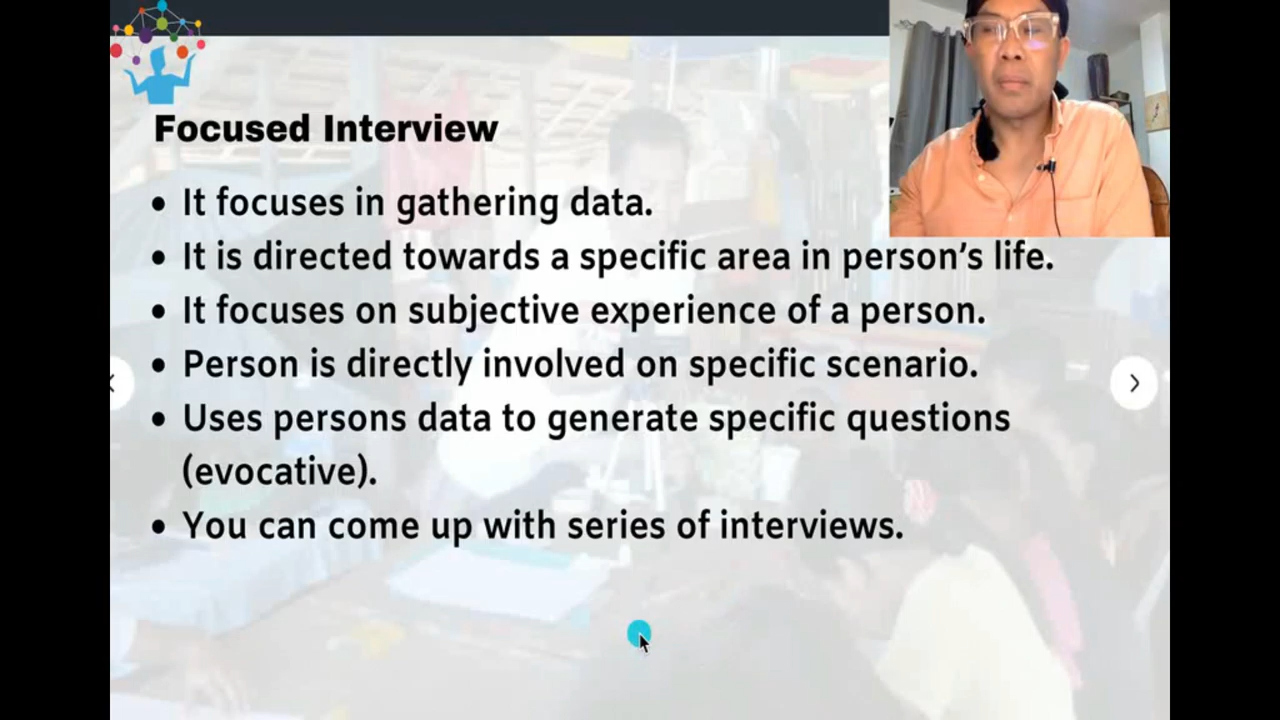 Focused Interview
• It focuses in gathering data.
• It is directed towards a specific area in person’s life.
• It focuses on subjective experience of a person.
• Person is directly involved on specific scenario.
• Uses persons data to generate specific questions
(evocative).
• You can come up with series of interviews.